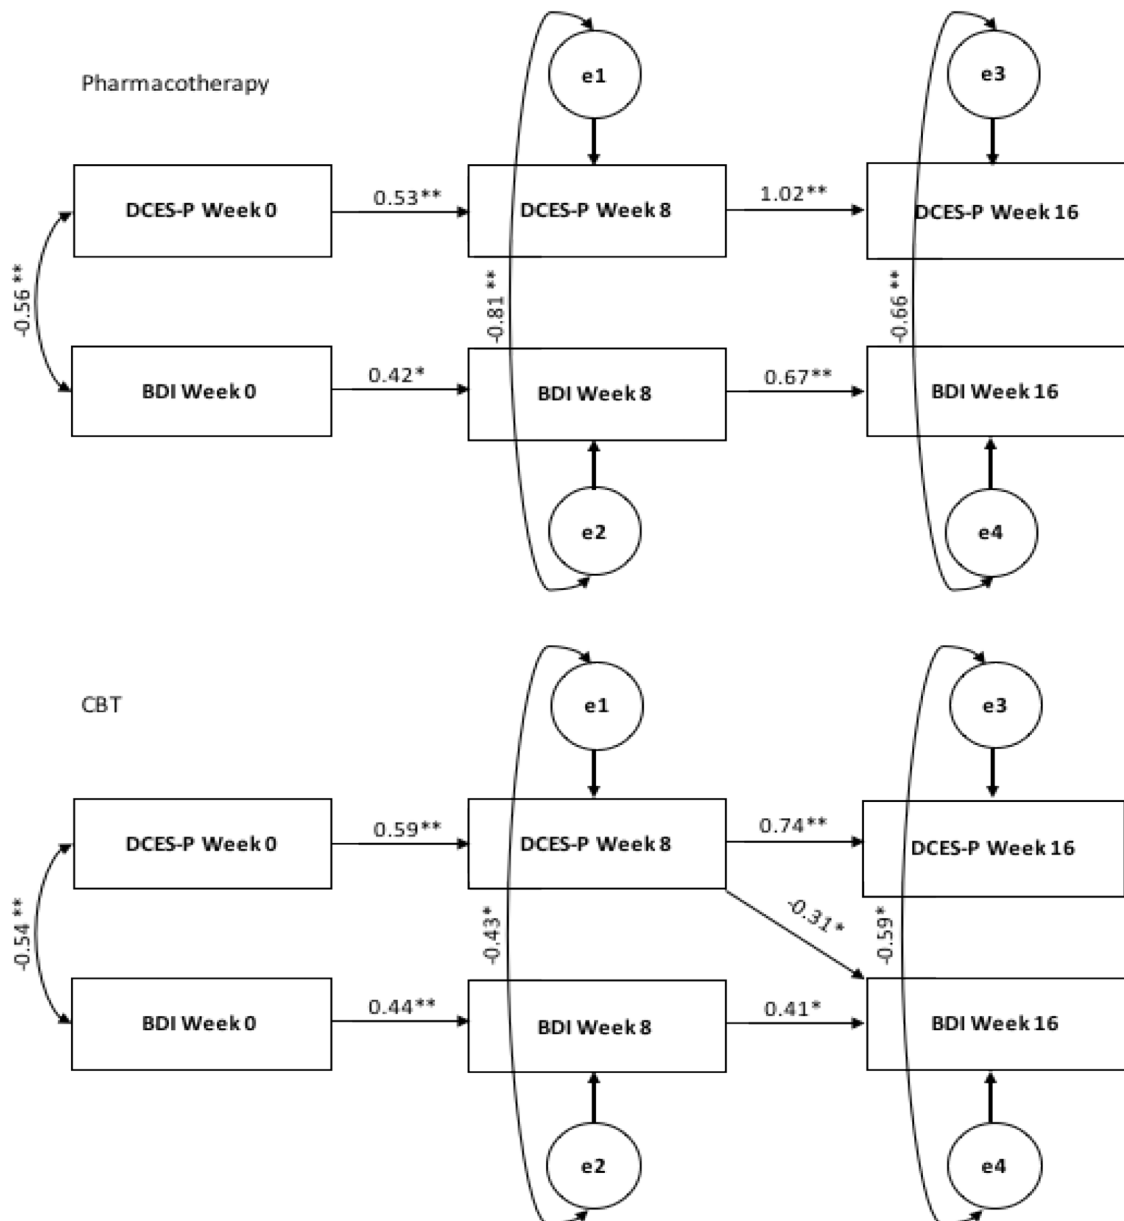 Pharmacotherapy
e1
e3
DCES-P Week 0
0.53**
DCES-P Week 8
1.02**
DCES-P Week 16
-0.56 **
-0.81 **
-0.66 **
BDI Week 0
0.42*
BDI Week 8
0.67**
BDI Week 16
e2
e4
CBT
e1
e3
DCES-P Week 0
0.59**
DCES-P Week 8
0.74**
DCES-P Week 16
-0.54 **
-0.43*
-0.31*
-0.59*
BDI Week 0
0.44**
BDI Week 8
0.41*
BDI Week 16
e2
e4